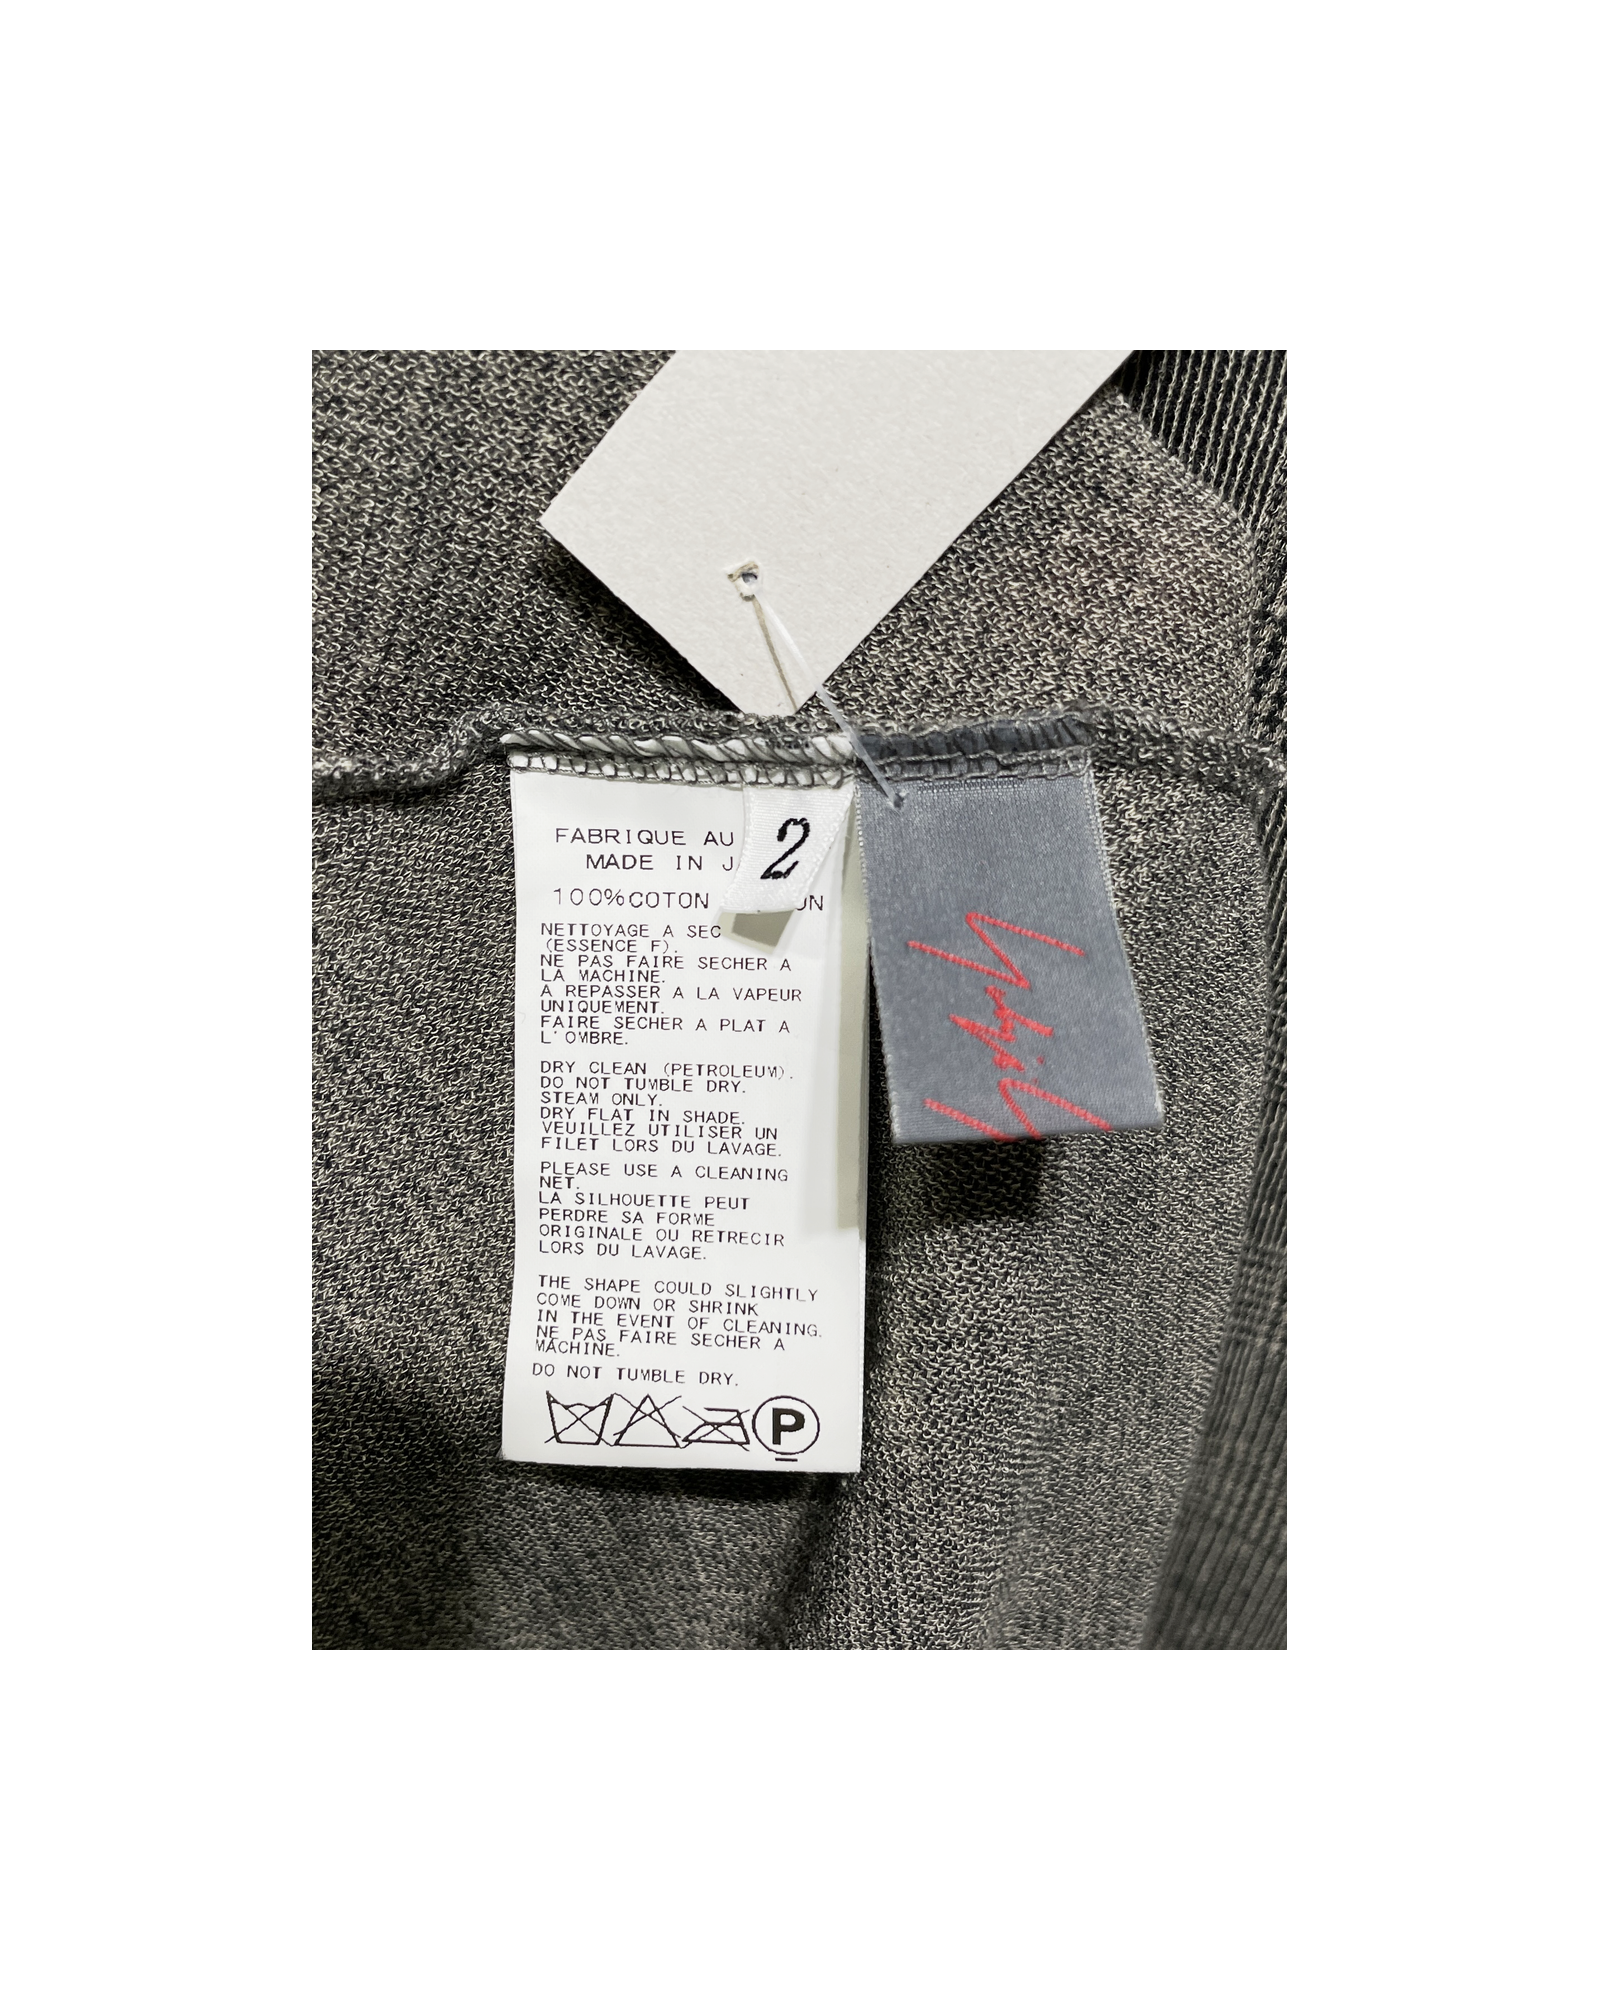 FABRIQUE AU
MADE IN J
2
100%COTON ON
NETTOYAGE A SEC
(ESSENCE F).
NE PAS FAIRE SECHER A
LA MACHINE.
A REPASSER A LA VAPEUR
UNIQUEMENT.
FAIRE SECHER A PLAT A
L'OMBRE.
DRY CLEAN (PETROLEUM).
DO NOT TUMBLE DRY.
STEAM ONLY.
DRY FLAT IN SHADE.
VEUILLEZ UTILISER UN
FILET LORS DU LAVAGE.
PLEASE USE A CLEANING
NET.
LA SILHOUETTE PEUT
PERDRE SA FORME
ORIGINALE OU RETRECIR
LORS DU LAVAGE.
THE SHAPE COULD SLIGHTLY
COME DOWN OR SHRINK
IN THE EVENT OF CLEANING.
NE PAS FAIRE SECHER A
MACHINE.
DO NOT TUMBLE DRY.
P
Yohji Y